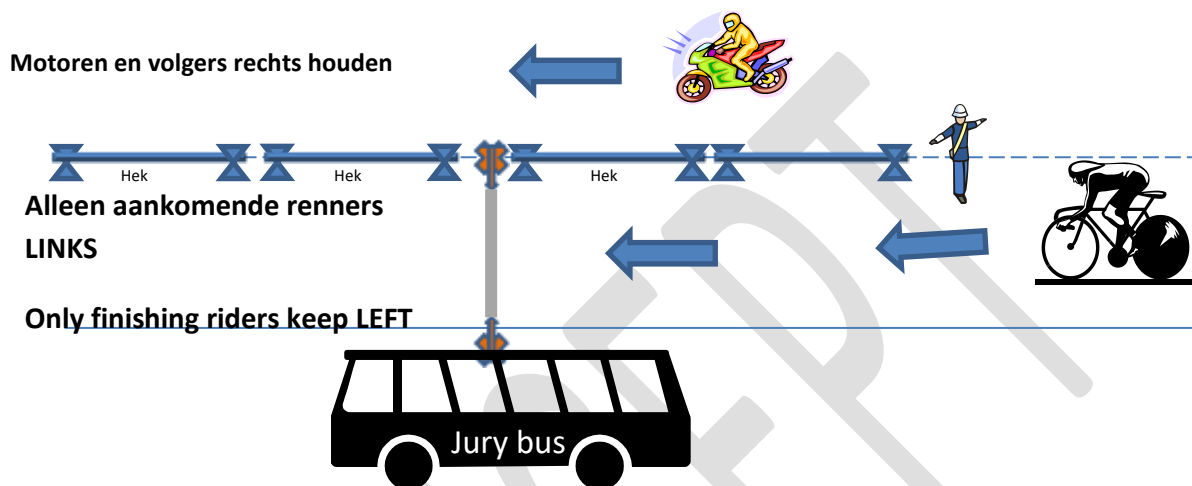 Motoren en volgers rechts houden
Hek Hek Hek
Alleen aankomende renners
LINKS
Only finishing riders keep LEFT
Jury bus